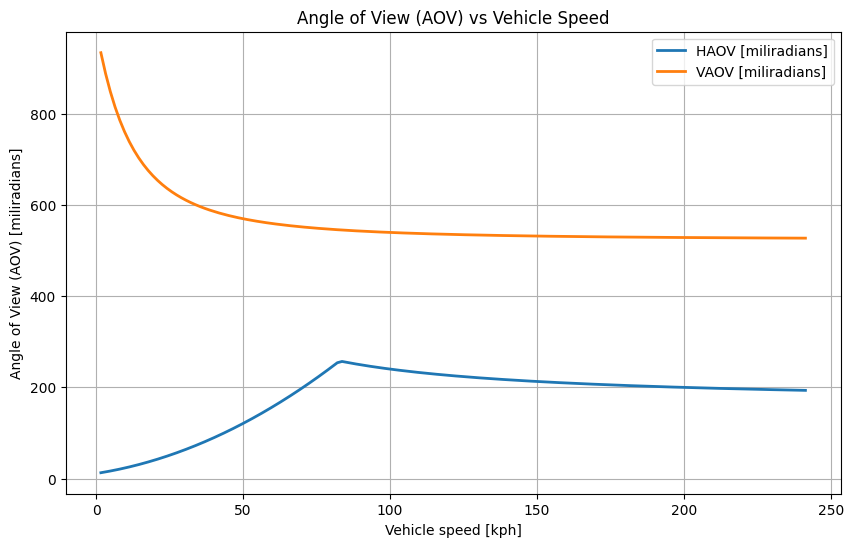 Angle of View (AOV) vs Vehicle Speed
HAOV [miliradians]
VAOV [miliradians]
Angle of View (AOV) [miliradians]
800
600
400
200
0
0 50 100 150 200 250
Vehicle speed [kph]